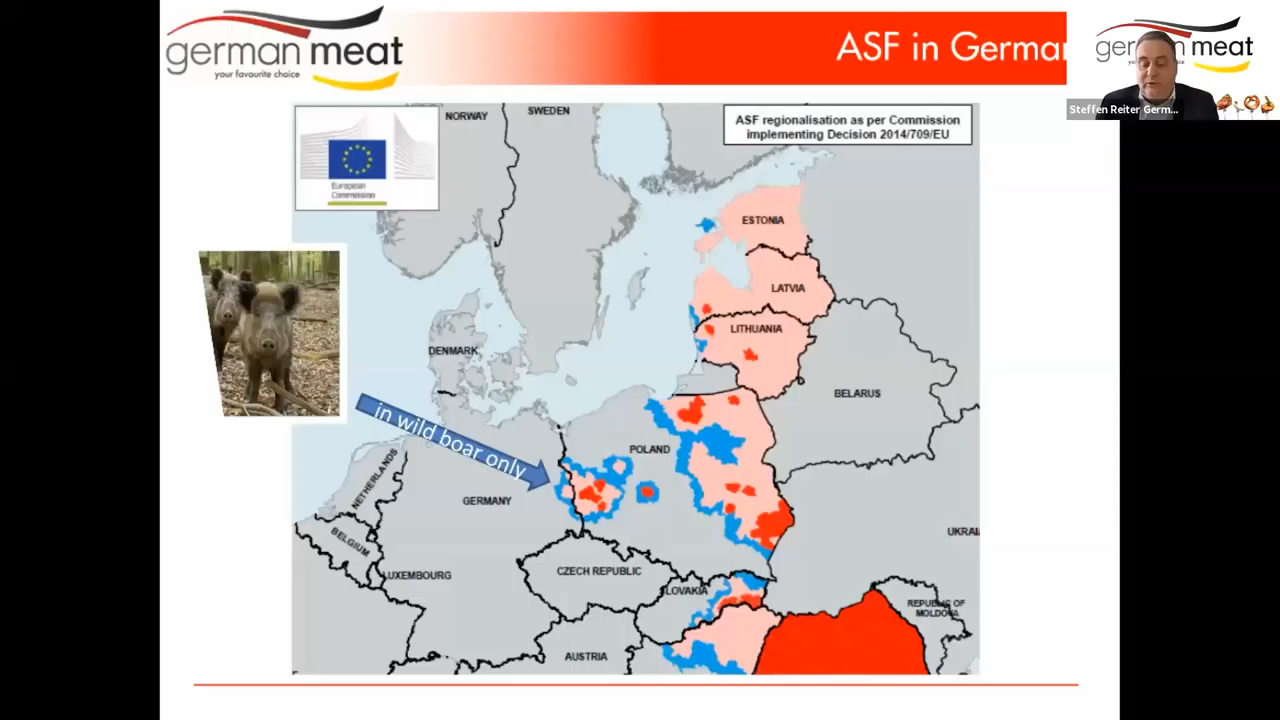 german meat
your favourite choice
ASF in German
german meat
Steffen Reiter Germ...
NORWAY
SWEDEN
ASF regionalisation as per Commission
implementing Decision 2014/709/EU
European
Commission
ESTONIA
LATVIA
LITHUANIA
DENMARK
BELARUS
in wild boar only
POLAND
NETHERLANDS
GERMANY
BELGIUM
UKRAI
CZECH REPUBLIC
LUXEMBOURG
SLOVAKIA
REPUBLIC OF
MOLDOVA
AUSTRIA